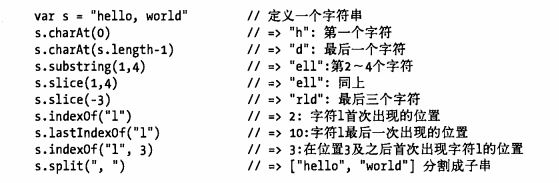 var s = "hello, world" // 定义一个字符串
s.charAt(0) // => "h": 第一个字符
s.charAt(s.length-1) // => "d": 最后一个字符
s.substring(1,4) // => "ell":第2~4个字符
s.slice(1,4) // => "ell": 同上
s.slice(-3) // => "rld": 最后三个字符
s.indexOf("l") // => 2: 字符l首次出现的位置
s.lastIndexOf("l") // => 10:字符l最后一次出现的位置
s.indexOf("l", 3) // => 3:在位置3及之后首次出现字符l的位置
s.split(", ") // => ["hello", "world"] 分割成子串